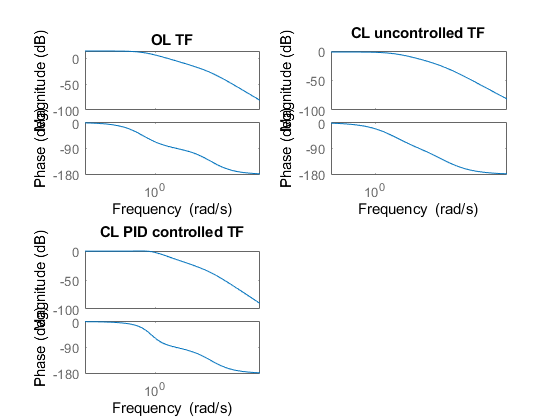 OL TF
Magnitude (dB)
0
-50
-100
Phase (deg)
0
-90
-180
10^0
Frequency (rad/s)
CL uncontrolled TF
Magnitude (dB)
0
-50
-100
Phase (deg)
0
-90
-180
10^0
Frequency (rad/s)
CL PID controlled TF
Magnitude (dB)
0
-50
-100
Phase (deg)
0
-90
-180
10^0
Frequency (rad/s)